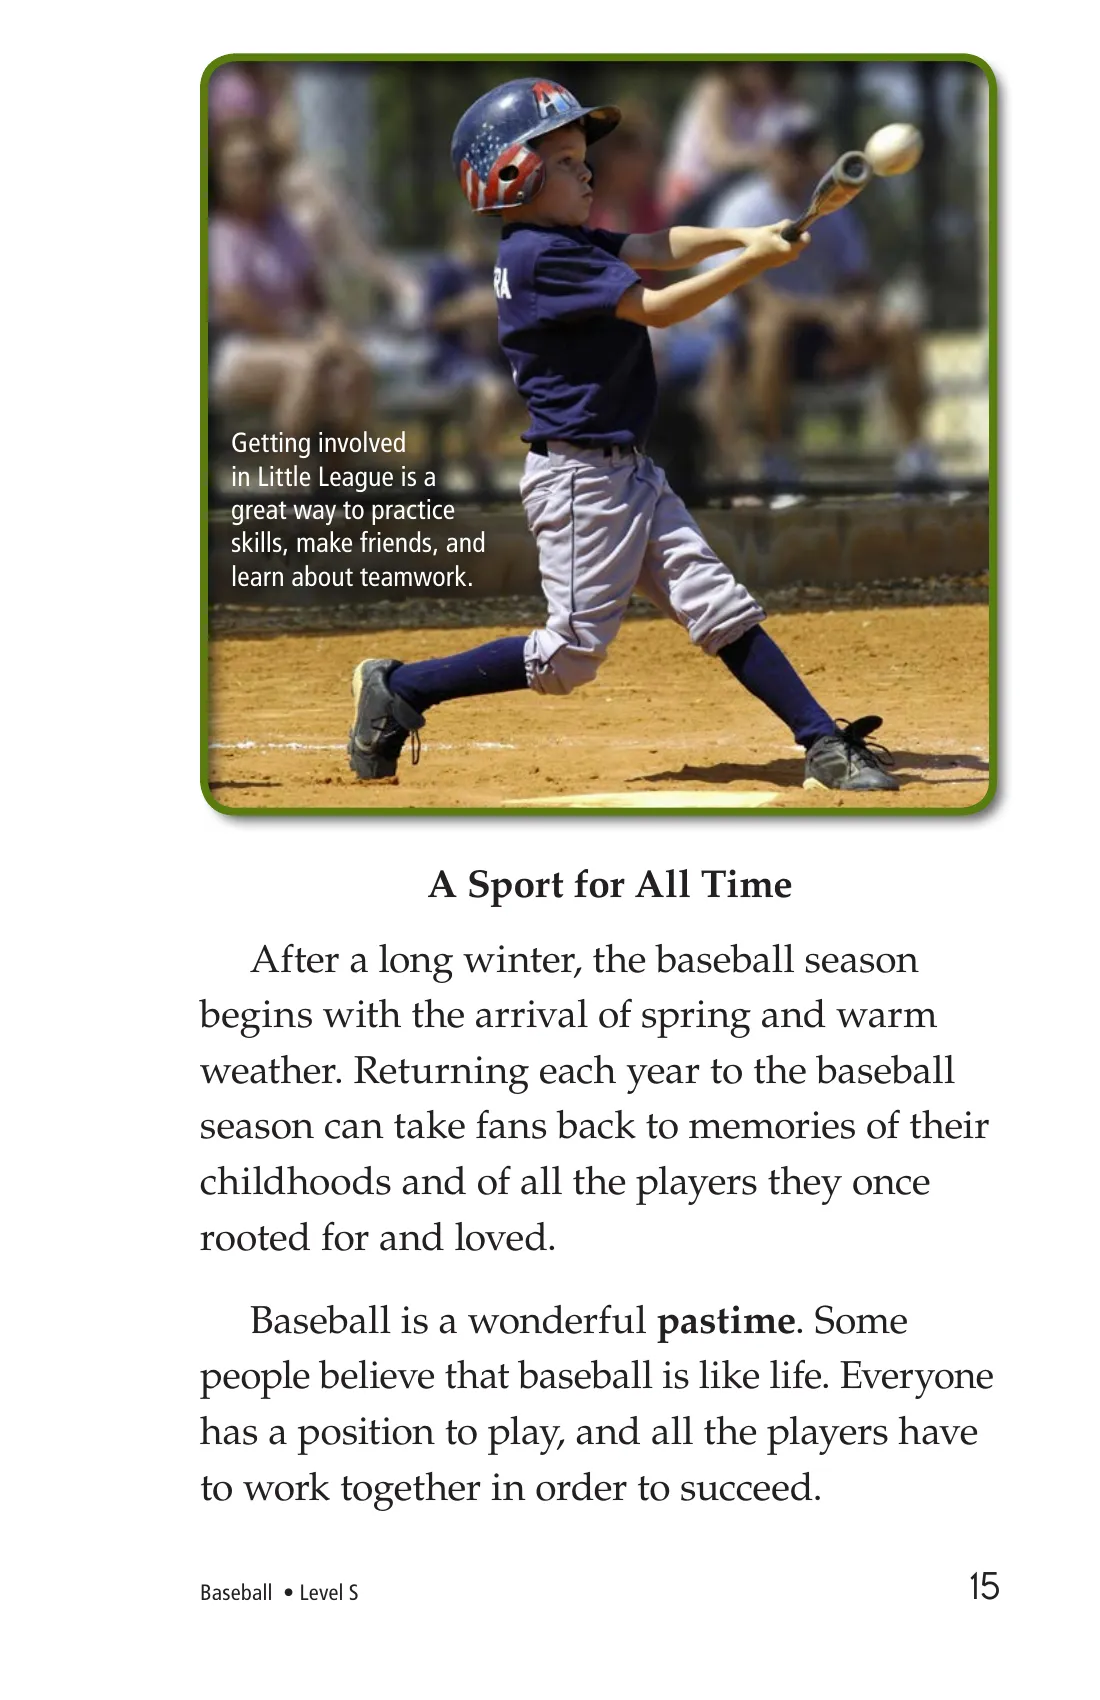 Getting involved
in Little League is a
great way to practice
skills, make friends, and
learn about teamwork.
A Sport for All Time
After a long winter, the baseball season
begins with the arrival of spring and warm
weather. Returning each year to the baseball
season can take fans back to memories of their
childhoods and of all the players they once
rooted for and loved.
Baseball is a wonderful pastime. Some
people believe that baseball is like life. Everyone
has a position to play, and all the players have
to work together in order to succeed.
Baseball • Level S
15